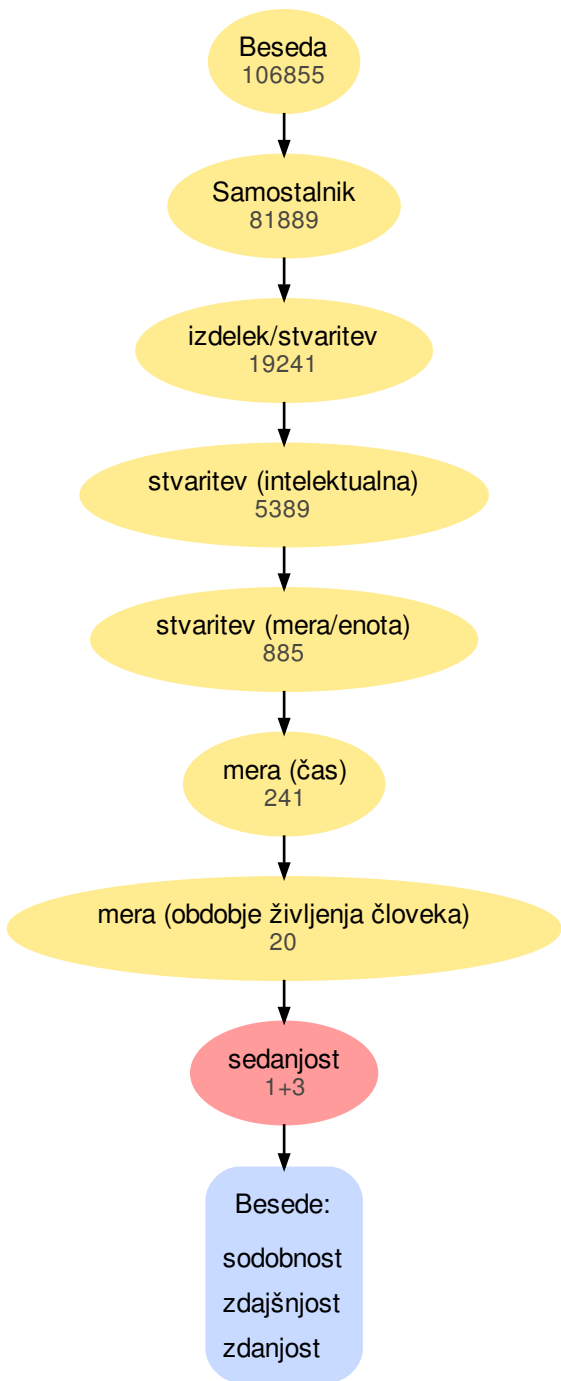 Beseda
106855
Samostalnik
81889
izdelek/stvaritev
19241
stvaritev (intelektualna)
5389
stvaritev (mera/enota)
885
mera (čas)
241
mera (obdobje življenja človeka)
20
sedanjost
1+3
Besede:
sodobnost
zdajšnjost
zdanjost